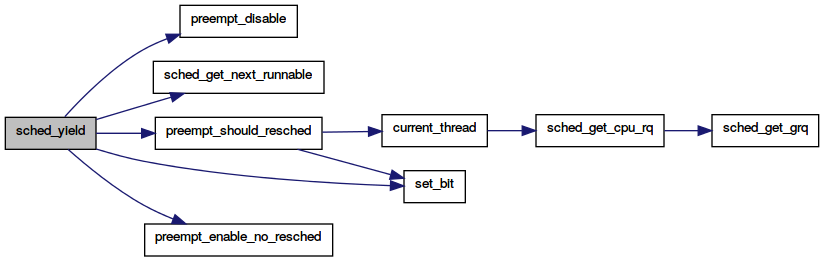 preempt_disable
sched_get_next_runnable
sched_yield
preempt_should_resched
current_thread
sched_get_cpu_rq
sched_get_grq
set_bit
preempt_enable_no_resched